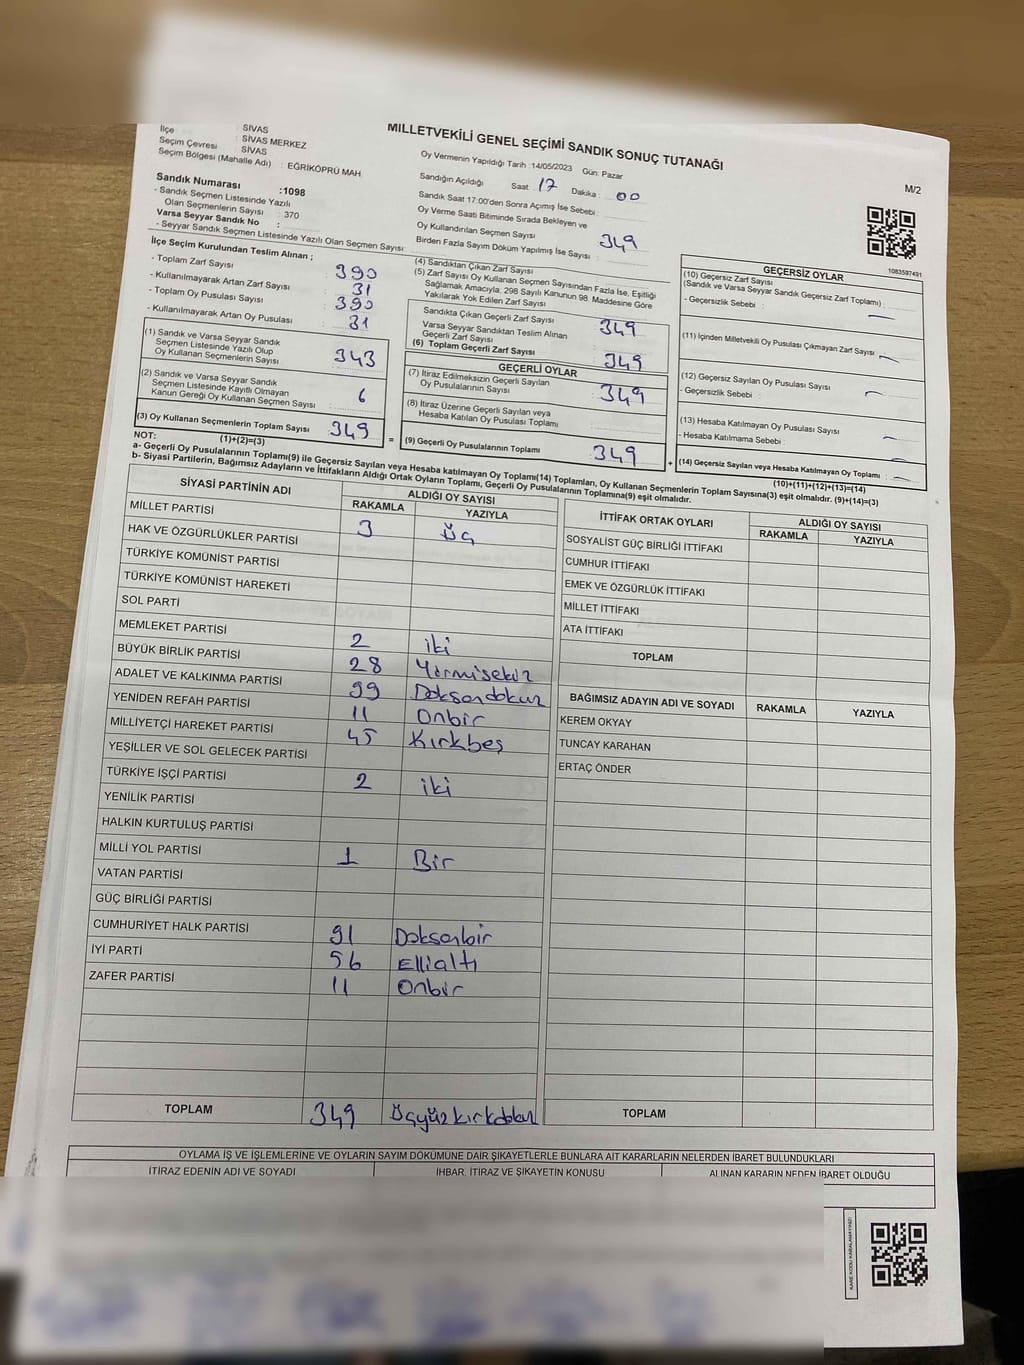 MİLLETVEKİLİ GENEL SEÇİMİ SANDIK SONUÇ TUTANAĞI
M/2
: SİVAS
İlçe : SİVAS MERKEZ
Seçim Çevresi : SİVAS
Seçim Bölgesi (Mahalle Adı) : EĞRİKÖPRÜ MAH.
Sandık Numarası :1098
- Sandık Seçmen Listesinde Yazılı
Olan Seçmenlerin Sayısı : 370
Varsa Seyyar Sandık No :
- Seyyar Sandık Seçmen Listesinde Yazılı Olan Seçmen Sayısı:
Oy Vermenin Yapıldığı Tarih :14/05/2023 Gün: Pazar
Sandığın Açıldığı Saat: 17 Dakika : 00
Sandık Saat 17:00'den Sonra Açımış İse Sebebi :
Oy Verme Saati Bitiminde Sırada Bekleyen ve
Oy Kullandırılan Seçmen Sayısı : 349
Birden Fazla Sayım Döküm Yapılmış İse Sayısı :
1083597491
İlçe Seçim Kurulundan Teslim Alınan ;
- Toplam Zarf Sayısı : 390
- Kullanılmayarak Artan Zarf Sayısı : 31
- Toplam Oy Pusulası Sayısı : 390
- Kullanılmayarak Artan Oy Pusulası : 31
(1) Sandık ve Varsa Seyyar Sandık
Seçmen Listesinde Yazılı Olup
Oy Kullanan Seçmenlerin Sayısı : 343
(2) Sandık ve Varsa Seyyar Sandık
Seçmen Listesinde Kayıtlı Olmayan
Kanun Gereği Oy Kullanan Seçmen Sayısı : 6
(3) Oy Kullanan Seçmenlerin Toplam Sayısı : 349
(1)+(2)=(3)
(4) Sandıktan Çıkan Zarf Sayısı
(5) Zarf Sayısı Oy Kullanan Seçmen Sayısından Fazla İse, Eşitliği
Sağlamak Amacıyla; 298 Sayılı Kanunun 98. Maddesine Göre
Yakılarak Yok Edilen Zarf Sayısı
Sandıkta Çıkan Geçerli Zarf Sayısı : 349
Varsa Seyyar Sandıktan Teslim Alınan
Geçerli Zarf Sayısı
(6) Toplam Geçerli Zarf Sayısı : 349
GEÇERLİ OYLAR
(7) İtiraz Edilmeksizin Geçerli Sayılan
Oy Pusulalarının Sayısı : 349
(8) İtiraz Üzerine Geçerli Sayılan veya
Hesaba Katılan Oy Pusulası Toplamı :
= (9) Geçerli Oy Pusulalarının Toplamı : 349
GEÇERSİZ OYLAR
(10) Geçersiz Zarf Sayısı
(Sandık ve Varsa Seyyar Sandık Geçersiz Zarf Toplamı) :
- Geçersizlik Sebebi : —
(11) İçinden Milletvekili Oy Pusulası Çıkmayan Zarf Sayısı : —
(12) Geçersiz Sayılan Oy Pusulası Sayısı : —
- Geçersizlik Sebebi :
(13) Hesaba Katılmayan Oy Pusulası Sayısı : —
- Hesaba Katılmama Sebebi :
+ (14) Geçersiz Sayılan veya Hesaba Katılmayan Oy Toplamı : —
(10)+(11)+(12)+(13)=(14)
NOT:
a- Geçerli Oy Pusulalarının Toplamı(9) ile Geçersiz Sayılan veya Hesaba katılmayan Oy Toplamı(14) Toplamları, Oy Kullanan Seçmenlerin Toplam Sayısına(3) eşit olmalıdır. (9)+(14)=(3)
b- Siyasi Partilerin, Bağımsız Adayların ve İttifakların Aldığı Ortak Oyların Toplamı, Geçerli Oy Pusulalarının Toplamına(9) eşit olmalıdır.
SİYASİ PARTİNİN ADI ALDIĞI OY SAYISI
RAKAMLA YAZIYLA
MİLLET PARTİSİ 3 Üç
HAK VE ÖZGÜRLÜKLER PARTİSİ
TÜRKİYE KOMÜNİST PARTİSİ
TÜRKİYE KOMÜNİST HAREKETİ
SOL PARTİ
MEMLEKET PARTİSİ 2 iki
BÜYÜK BİRLİK PARTİSİ 28 Yirmisekiz
ADALET VE KALKINMA PARTİSİ 99 Doksandokuz
YENİDEN REFAH PARTİSİ 11 Onbir
MİLLİYETÇİ HAREKET PARTİSİ 45 Kırkbeş
YEŞİLLER VE SOL GELECEK PARTİSİ
TÜRKİYE İŞÇİ PARTİSİ 2 iki
YENİLİK PARTİSİ
HALKIN KURTULUŞ PARTİSİ
MİLLİ YOL PARTİSİ 1 Bir
VATAN PARTİSİ
GÜÇ BİRLİĞİ PARTİSİ
CUMHURİYET HALK PARTİSİ 91 Doksanbir
İYİ PARTİ 56 Ellialtı
ZAFER PARTİSİ 11 Onbir
TOPLAM 349 Üçyüzkırkdokuz
İTTİFAK ORTAK OYLARI ALDIĞI OY SAYISI
RAKAMLA YAZIYLA
SOSYALİST GÜÇ BİRLİĞİ İTTİFAKI
CUMHUR İTTİFAKI
EMEK VE ÖZGÜRLÜK İTTİFAKI
MİLLET İTTİFAKI
ATA İTTİFAKI
TOPLAM
BAĞIMSIZ ADAYIN ADI VE SOYADI RAKAMLA YAZIYLA
KEREM OKYAY
TUNCAY KARAHAN
ERTAÇ ÖNDER
TOPLAM
OYLAMA İŞ VE İŞLEMLERİNE VE OYLARIN SAYIM DÖKÜMÜNE DAİR ŞİKAYETLERLE BUNLARA AİT KARARLARIN NELERDEN İBARET BULUNDUKLARI
İTİRAZ EDENİN ADI VE SOYADI İHBAR, İTİRAZ VE ŞİKAYETİN KONUSU ALINAN KARARIN NEDEN İBARET OLDUĞU
KARE KODU KARALAMAYINIZ!